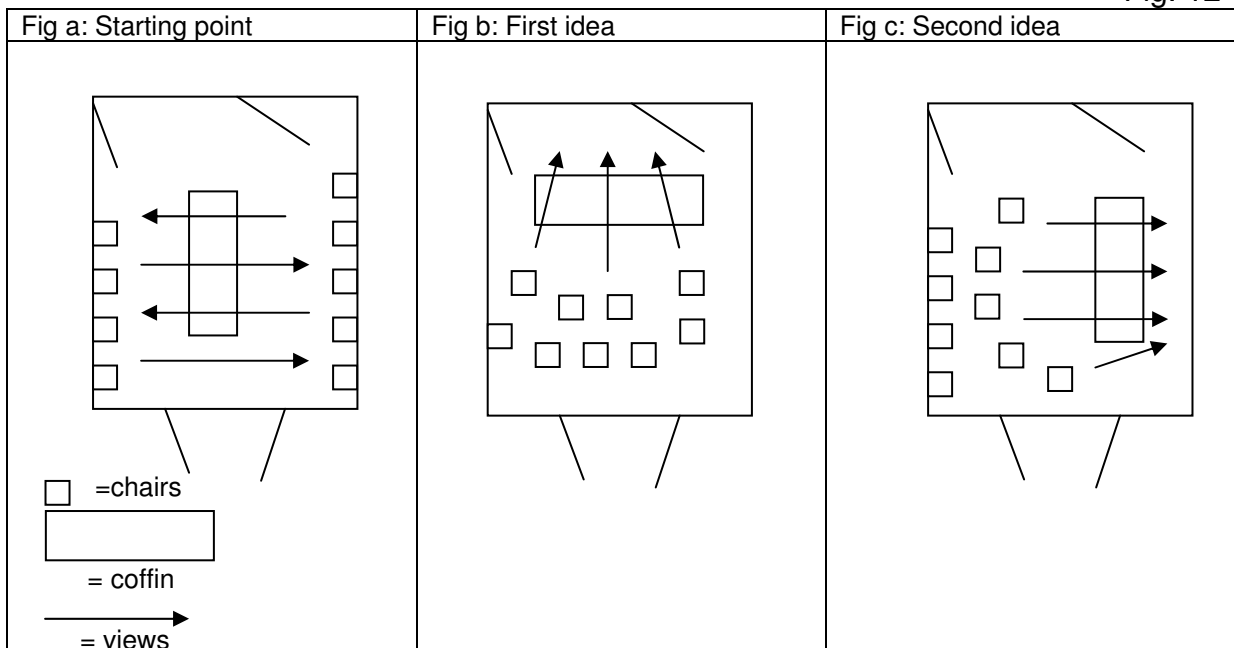 Fig a: Starting point
Fig b: First idea
Fig c: Second idea
=chairs
= coffin
= views